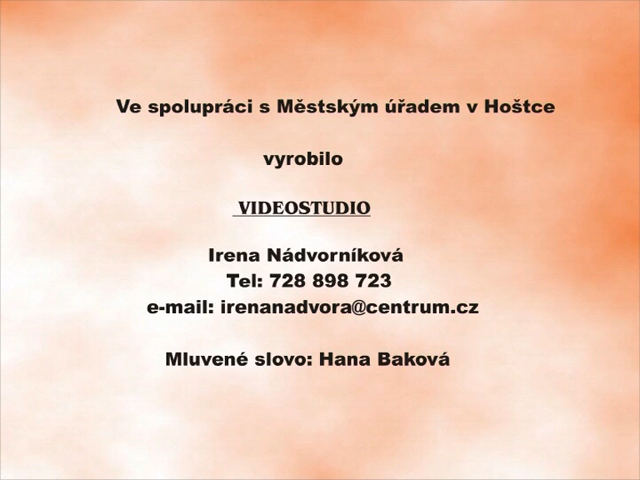 Ve spolupráci s Městským úřadem v Hoštce
vyrobilo
VIDEOSTUDIO
Irena Nádvorníková
Tel: 728 898 723
e-mail: irenanadvora@centrum.cz
Mluvené slovo: Hana Baková